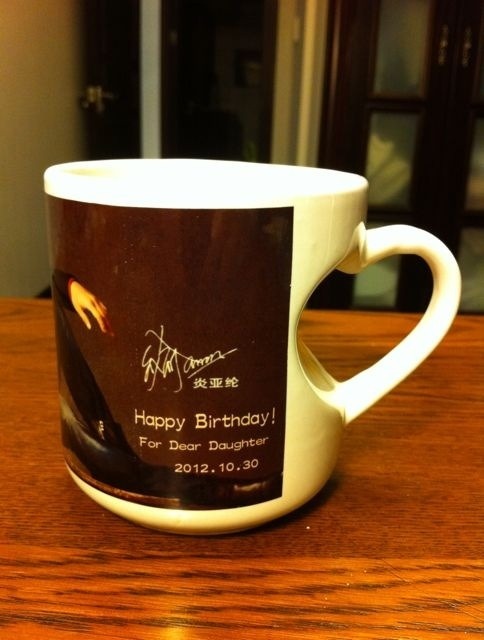 炎亚纶
Happy Birthday!
For Dear Daughter
2012.10.30